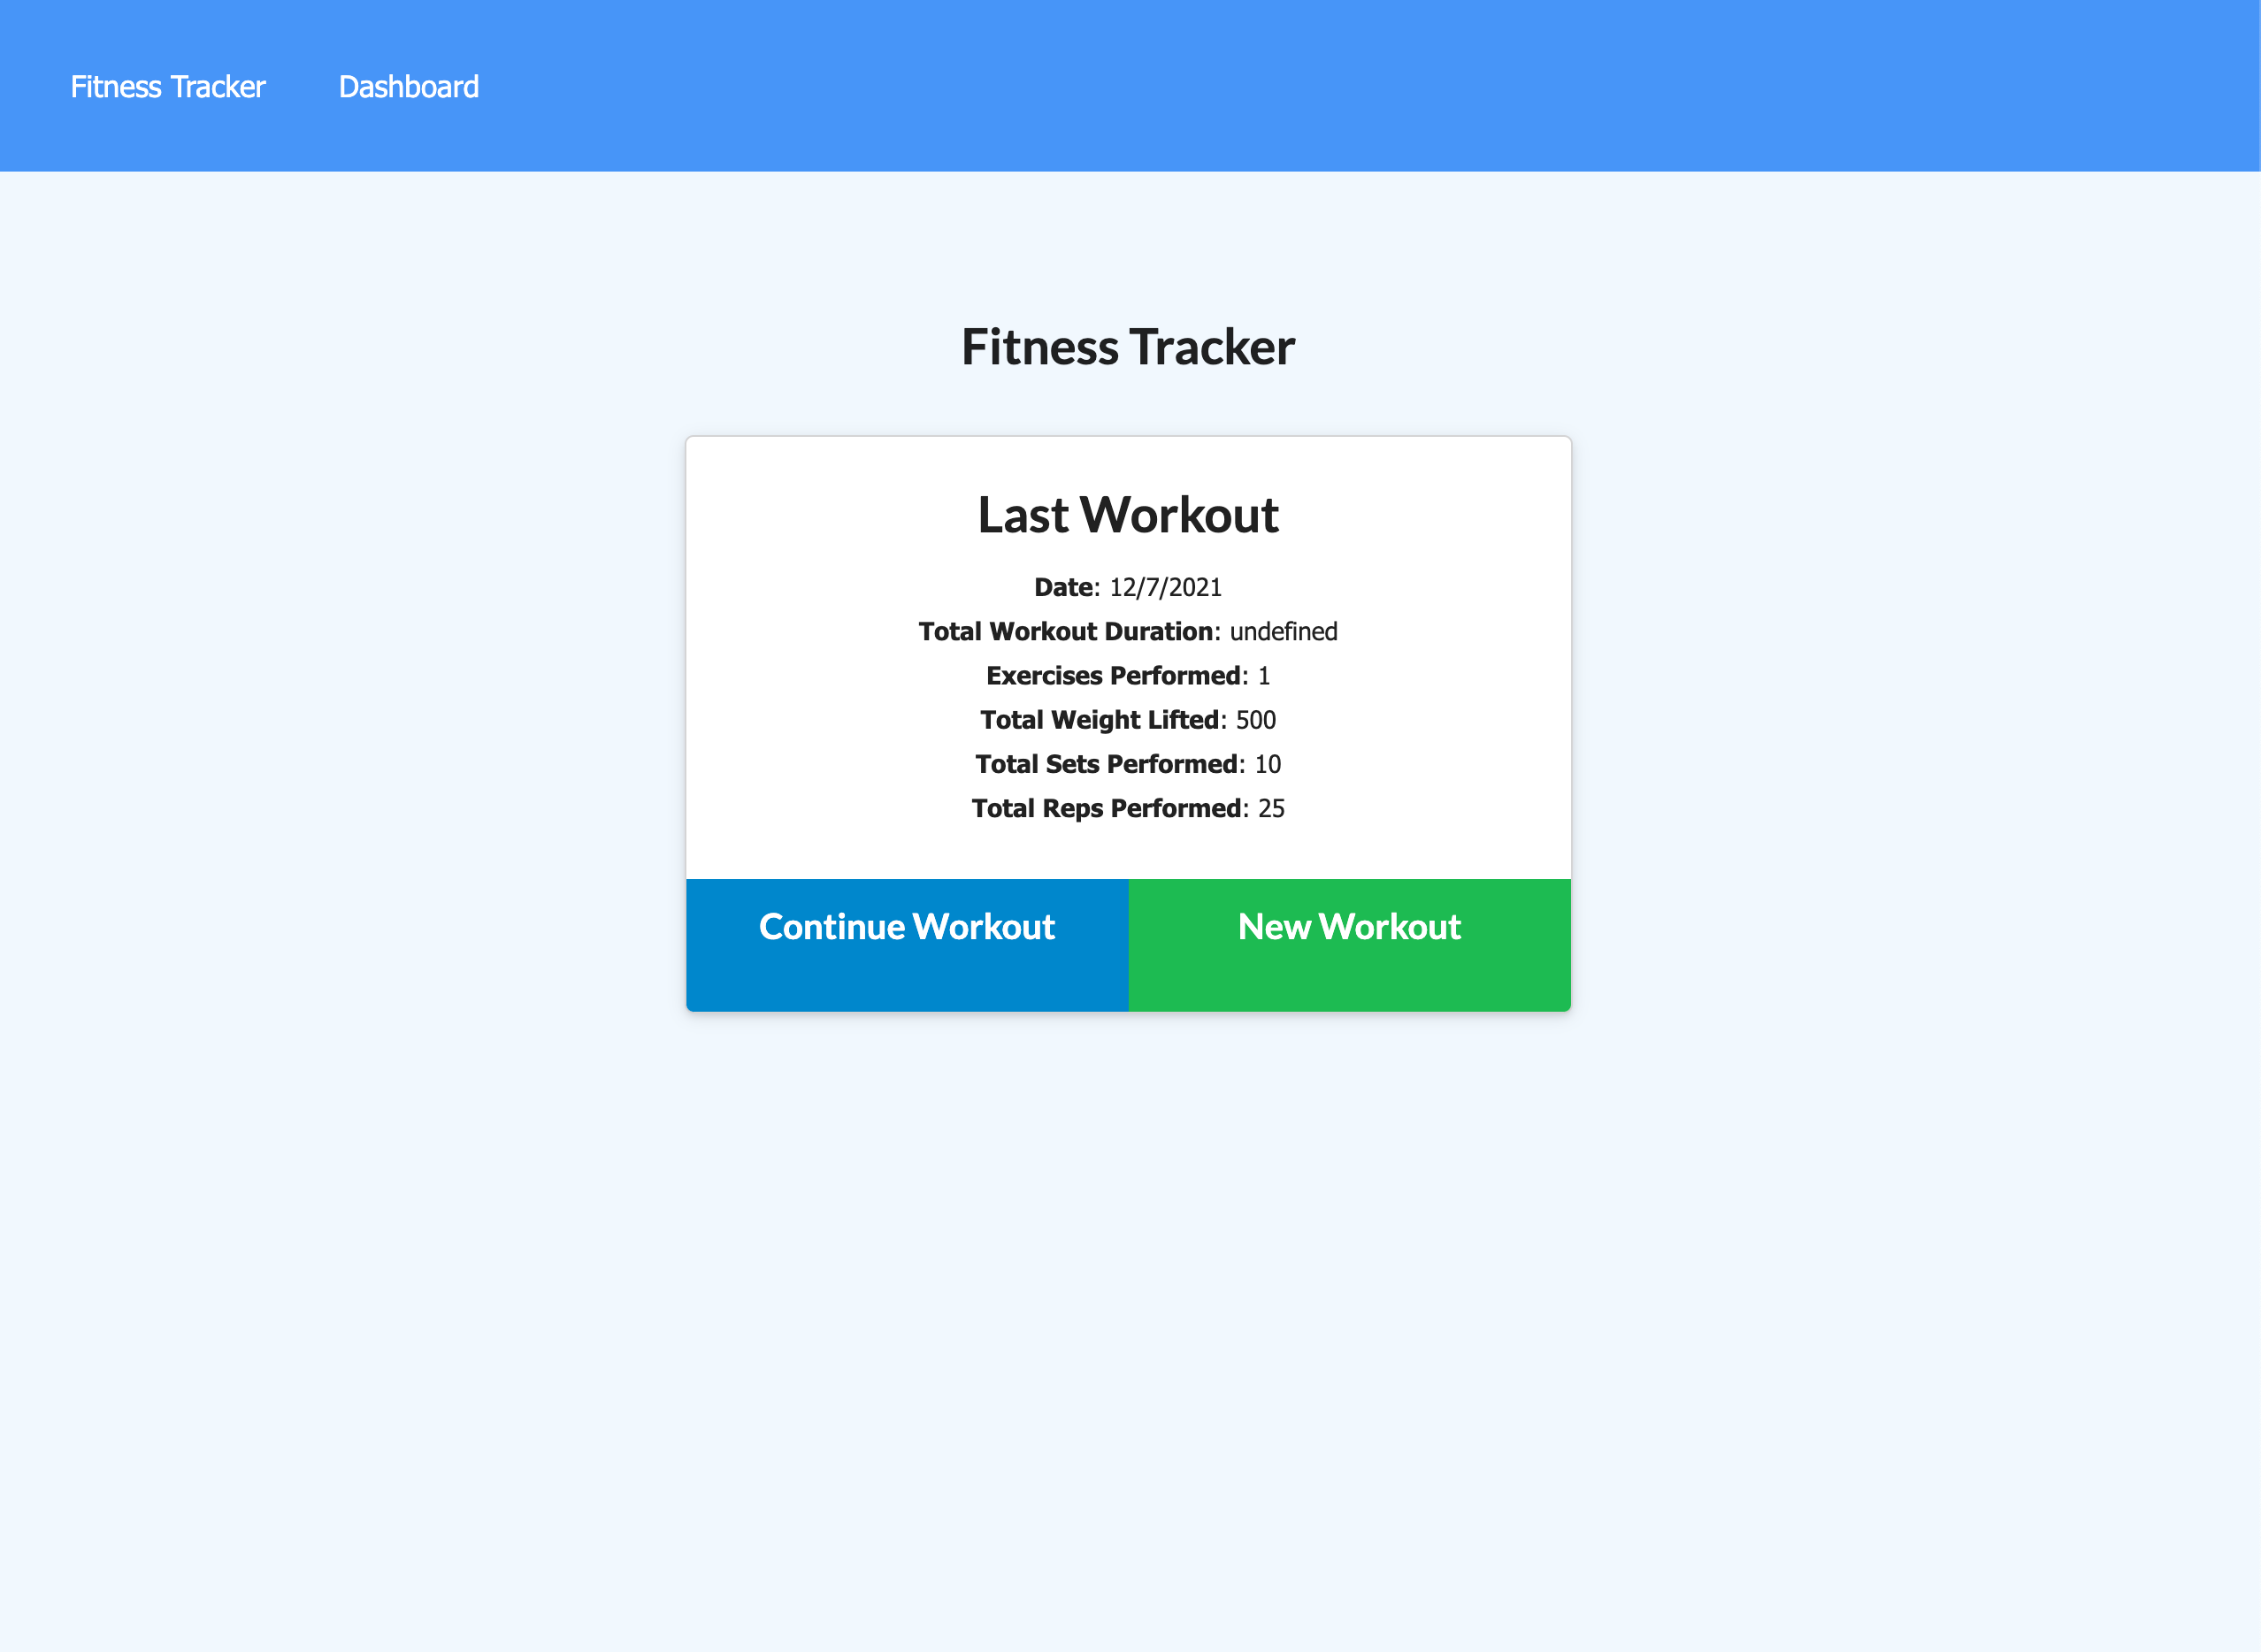 Fitness Tracker Dashboard
Fitness Tracker
Last Workout
Date: 12/7/2021
Total Workout Duration: undefined
Exercises Performed: 1
Total Weight Lifted: 500
Total Sets Performed: 10
Total Reps Performed: 25
Continue Workout New Workout